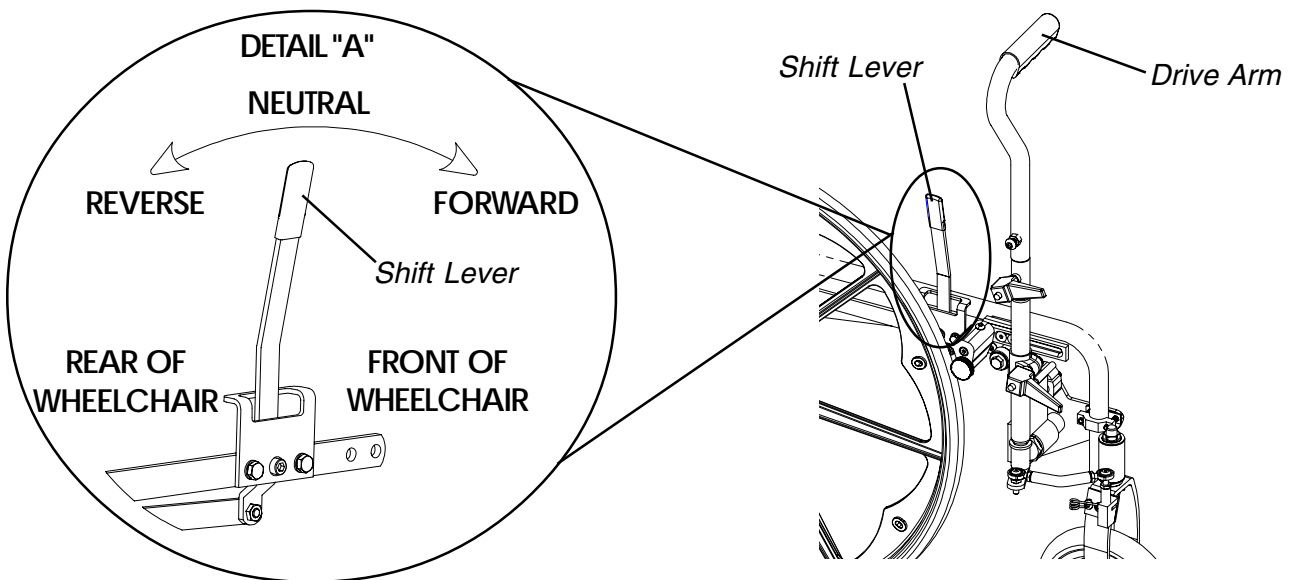 DETAIL "A"
NEUTRAL
REVERSE
FORWARD
Shift Lever
REAR OF
WHEELCHAIR
FRONT OF
WHEELCHAIR
Shift Lever
Drive Arm